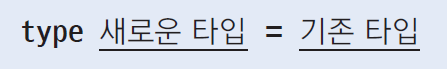 type 새로운 타입 = 기존 타입